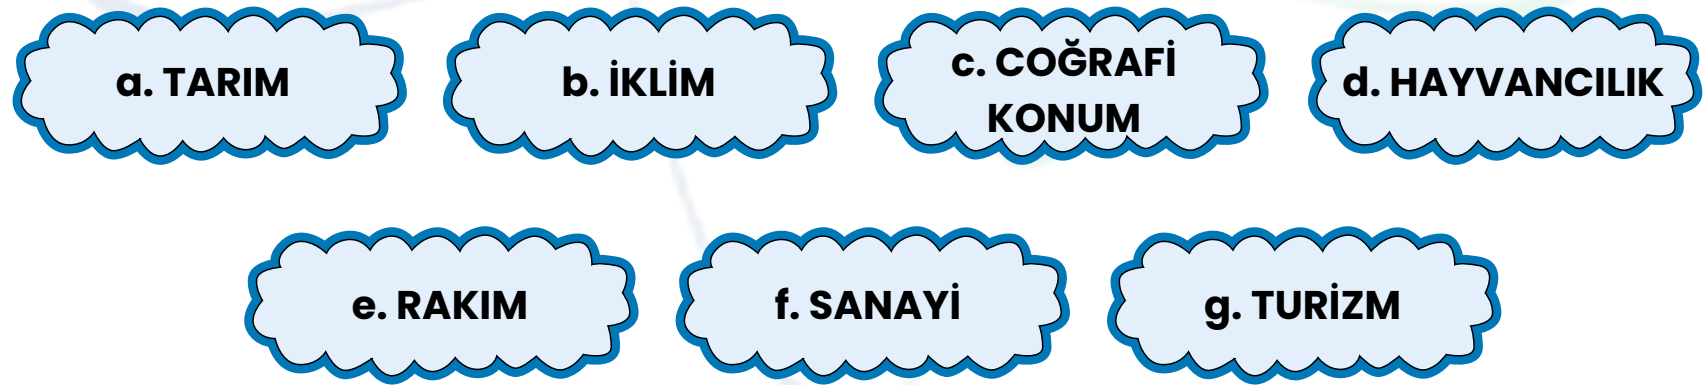 a. TARIM
b. İKLİM
c. COĞRAFİ
KONUM
d. HAYVANCILIK
e. RAKIM
f. SANAYİ
g. TURİZM